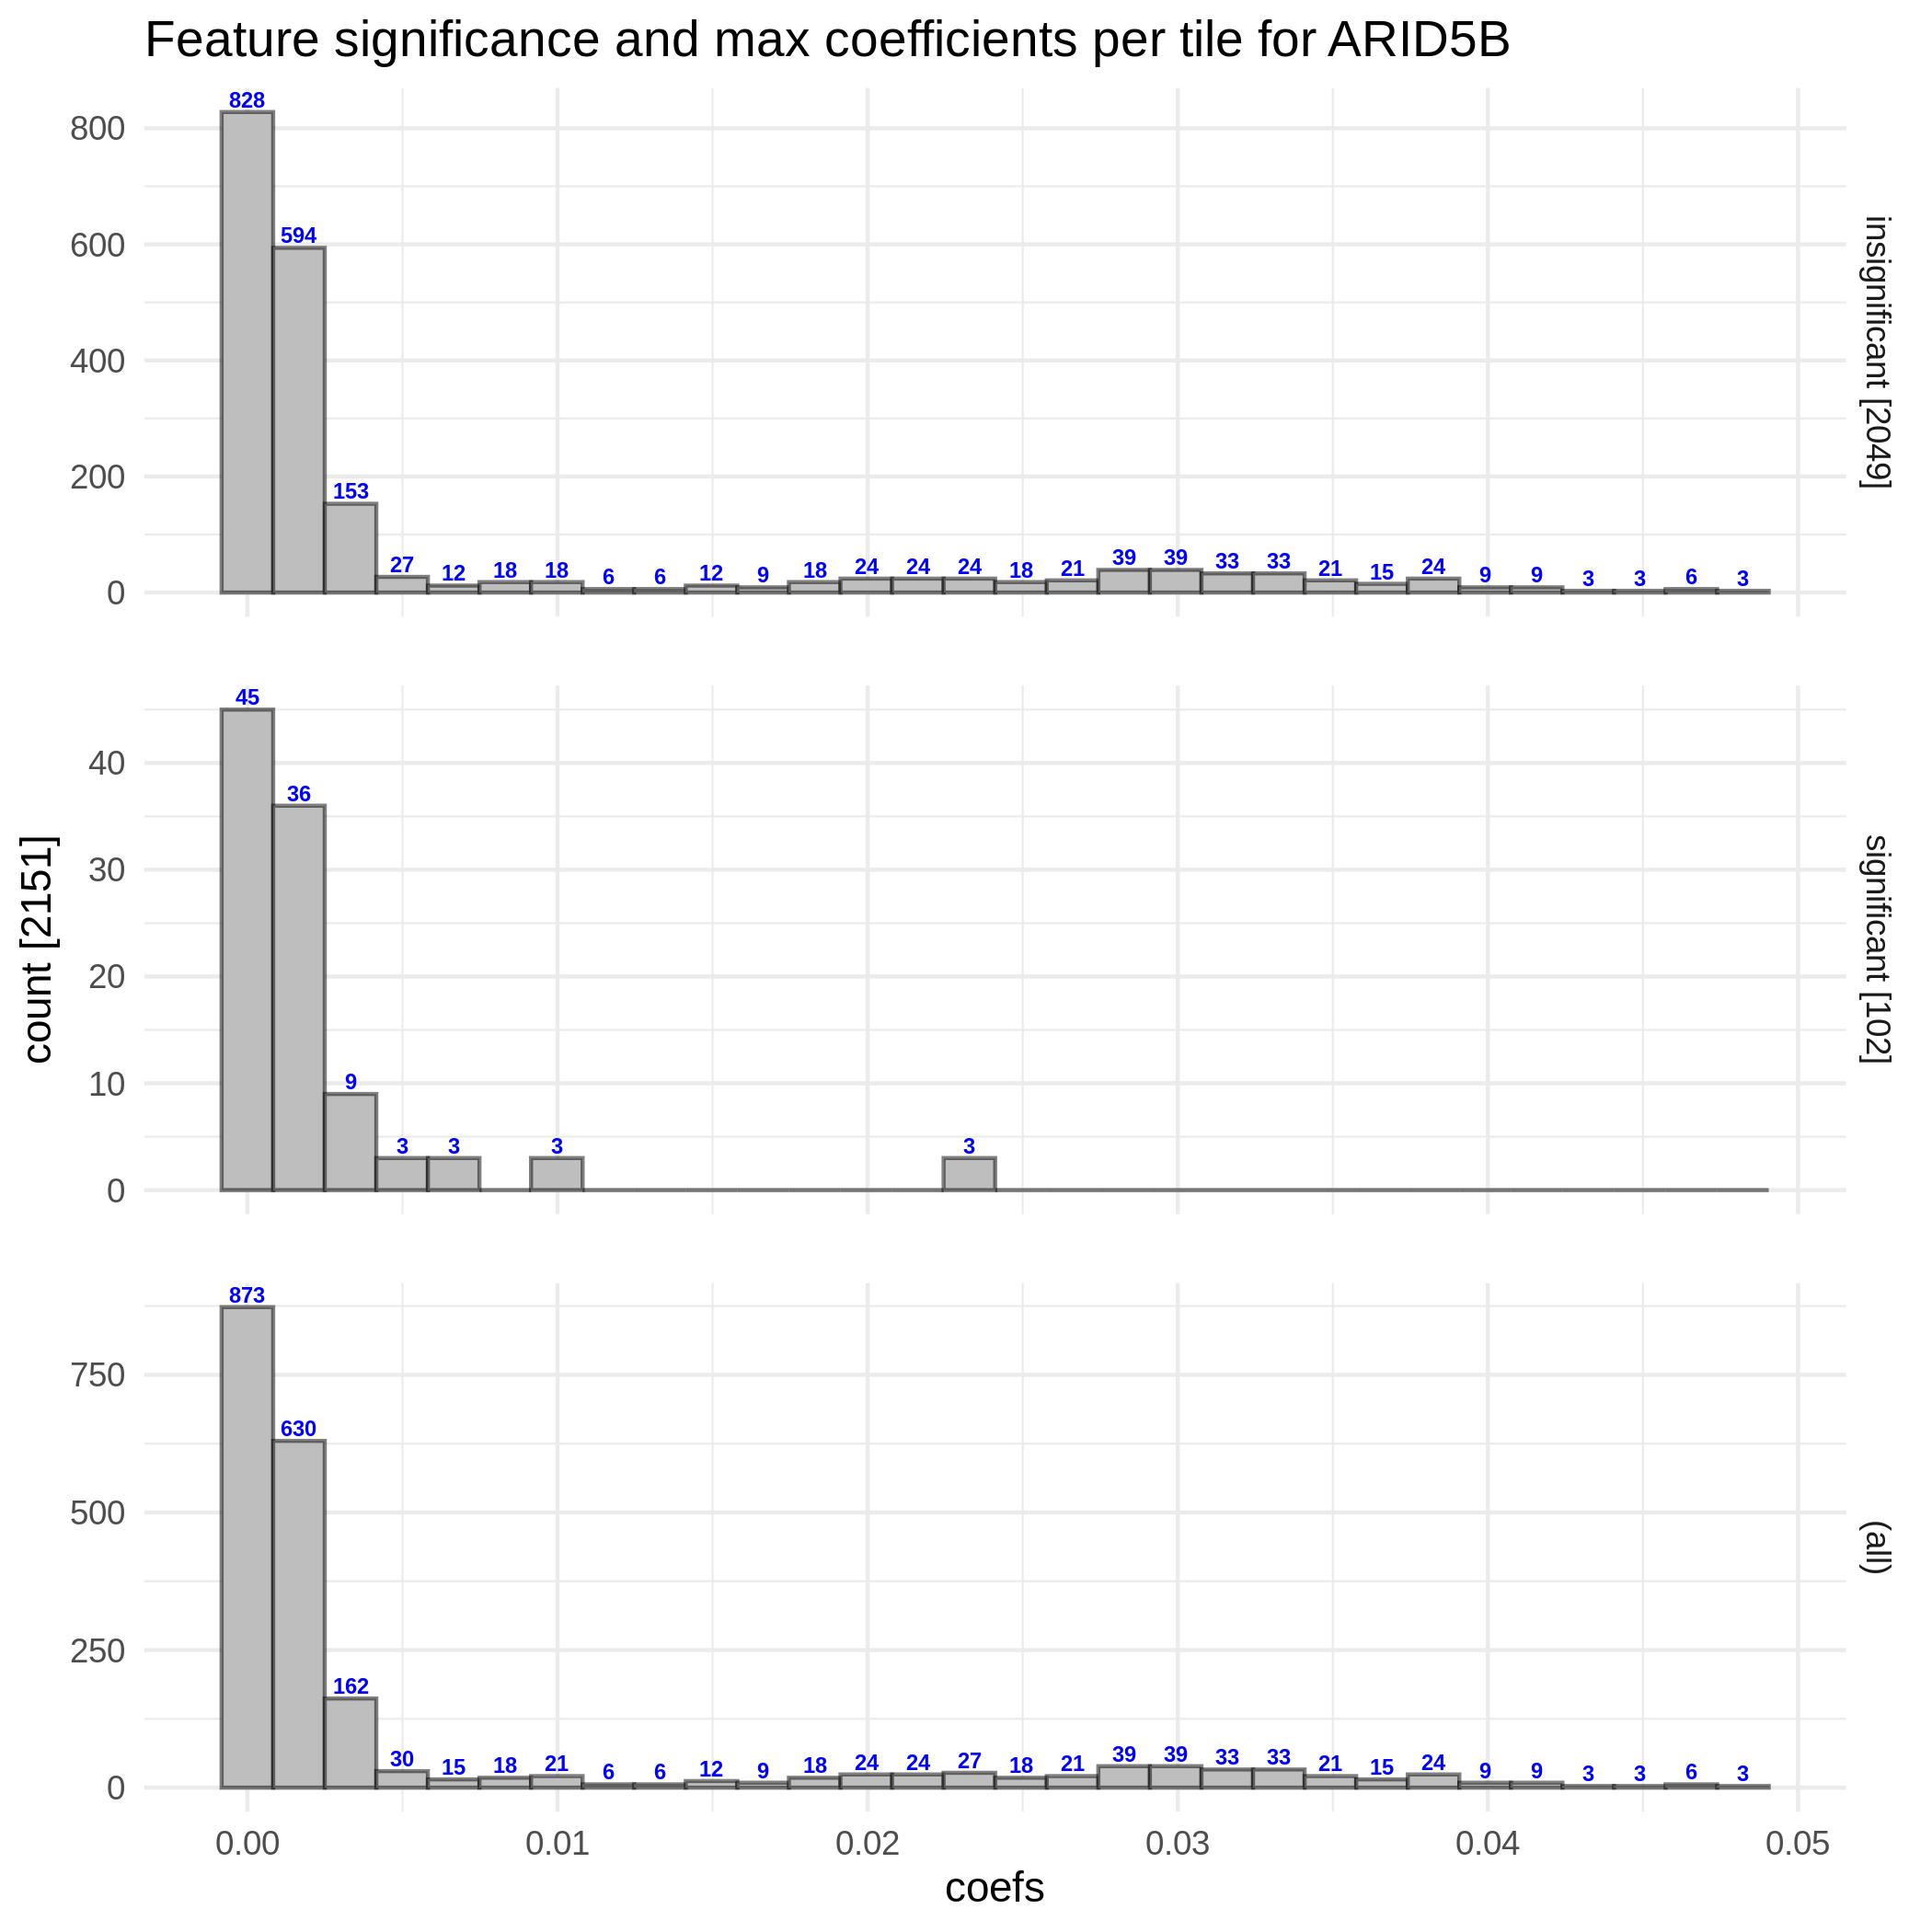 Feature significance and max coefficients per tile for ARID5B
828
800
600
594
400
200
153
27 12 18 18 6 6 12 9 18 24 24 24 18 21 39 39 33 33 21 15 24 9 9 3 3 6 3
0
insignificant [2049]
45
40
36
30
20
10
9
3 3 3 3
0
significant [102]
count [2151]
873
750
630
500
250
162
30 15 18 21 6 6 12 9 18 24 24 27 18 21 39 39 33 33 21 15 24 9 9 3 3 6 3
0
(all)
0.00 0.01 0.02 0.03 0.04 0.05
coefs